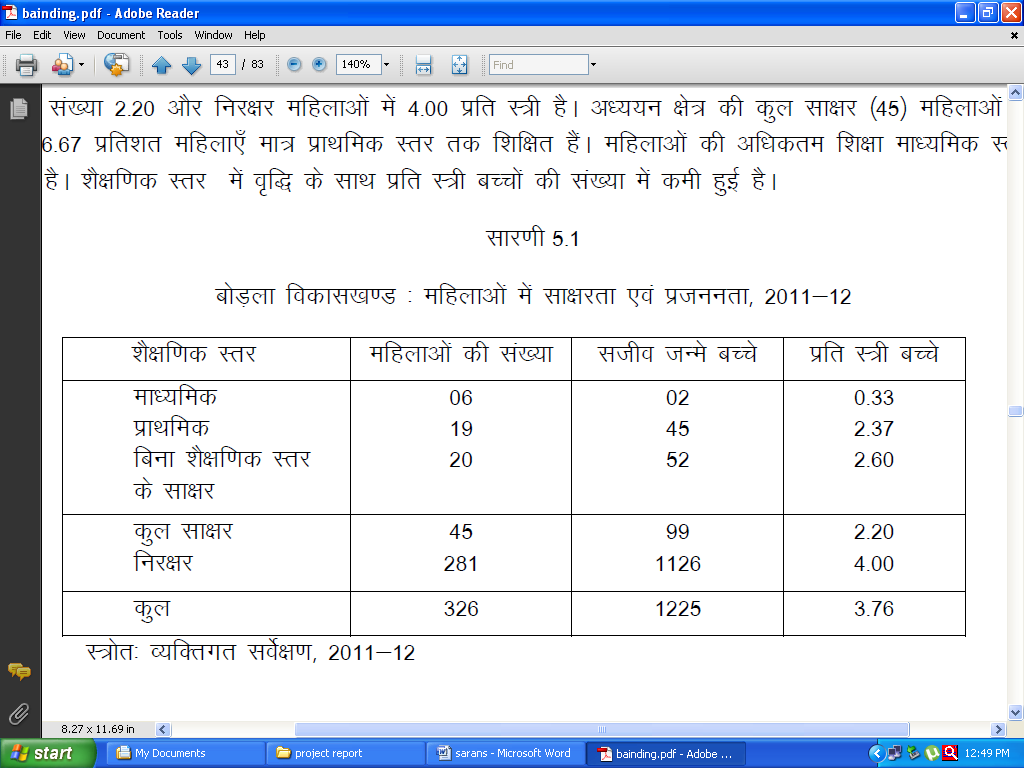 bainding.pdf - Adobe Reader
File Edit View Document Tools Window Help
43 / 83 140% Find
संख्या 2.20 और निरक्षर महिलाओं में 4.00 प्रति स्त्री है। अध्ययन क्षेत्र की कुल साक्षर (45) महिलाओं
6.67 प्रतिशत महिलाएँ मात्र प्राथमिक स्तर तक शिक्षित हैं। महिलाओं की अधिकतम शिक्षा माध्यमिक
है। शैक्षणिक स्तर में वृद्धि के साथ प्रति स्त्री बच्चों की संख्या में कमी हुई है।
सारणी 5.1
बोड़ला विकासखण्ड : महिलाओं में साक्षरता एवं प्रजननता, 2011–12
शैक्षणिक स्तर महिलाओं की संख्या सजीव जन्मे बच्चे प्रति स्त्री बच्चे
माध्यमिक 06 02 0.33
प्राथमिक 19 45 2.37
बिना शैक्षणिक स्तर 20 52 2.60
के साक्षर
कुल साक्षर 45 99 2.20
निरक्षर 281 1126 4.00
कुल 326 1225 3.76
स्त्रोतः व्यक्तिगत सर्वेक्षण, 2011–12
8.27 x 11.69 in
start My Documents project report sarans - Microsoft Word bainding.pdf - Adobe ... 12:49 PM